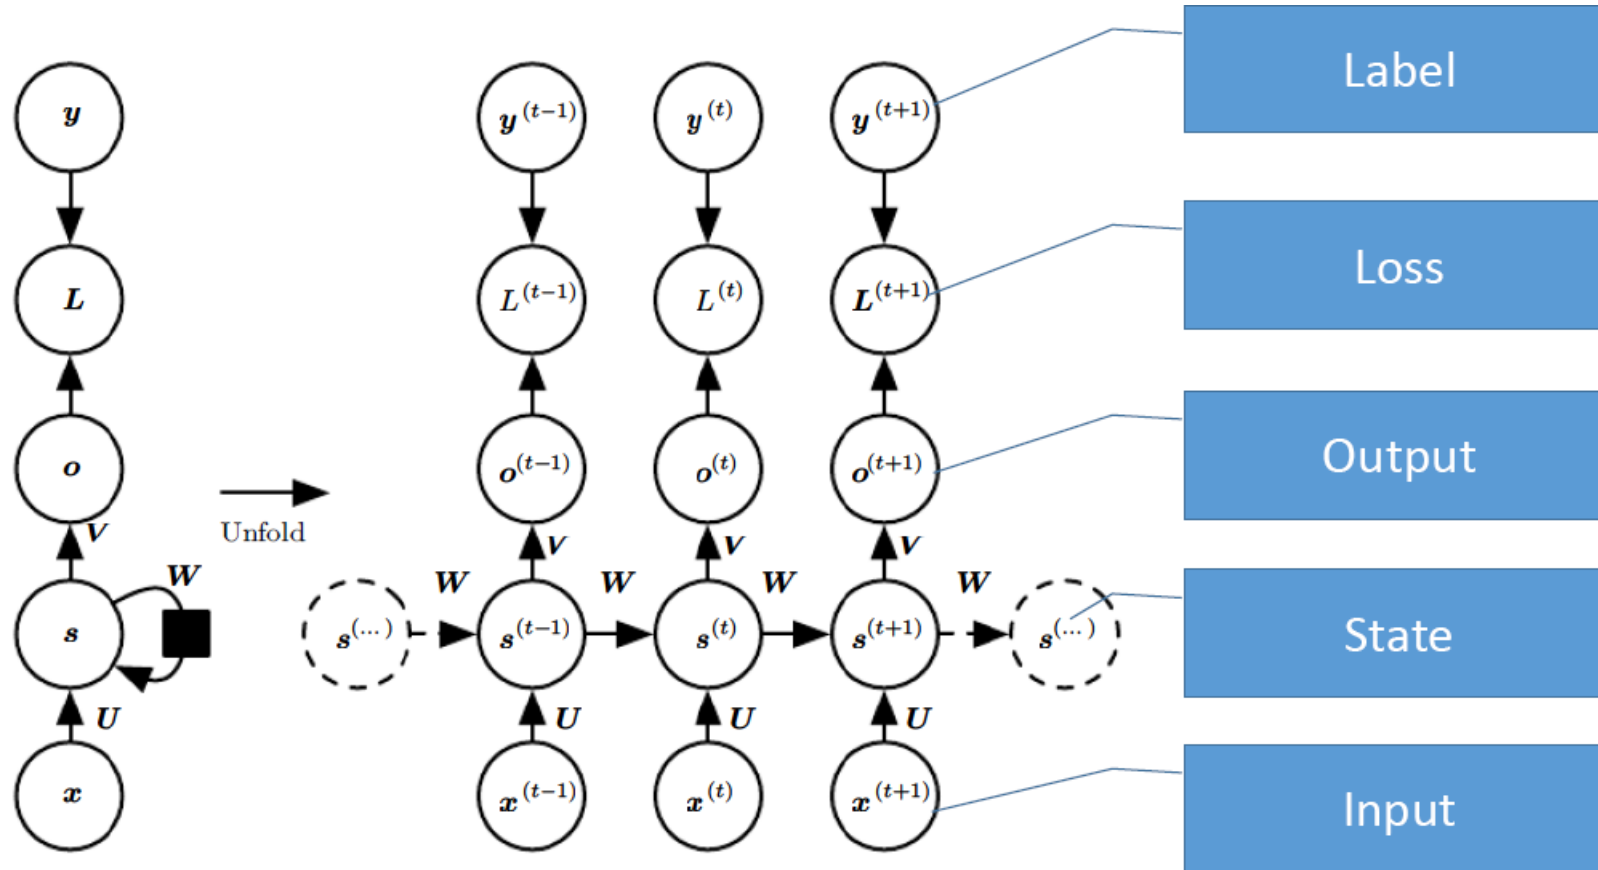 y
y^(t−1)
y^(t)
y^(t+1)
Label
L
L^(t−1)
L^(t)
L^(t+1)
Loss
o
o^(t−1)
o^(t)
o^(t+1)
Output
Unfold
V
V
V
V
W
W
W
W
W
s
s^(...)
s^(t−1)
s^(t)
s^(t+1)
s^(...)
State
U
U
U
U
x
x^(t−1)
x^(t)
x^(t+1)
Input